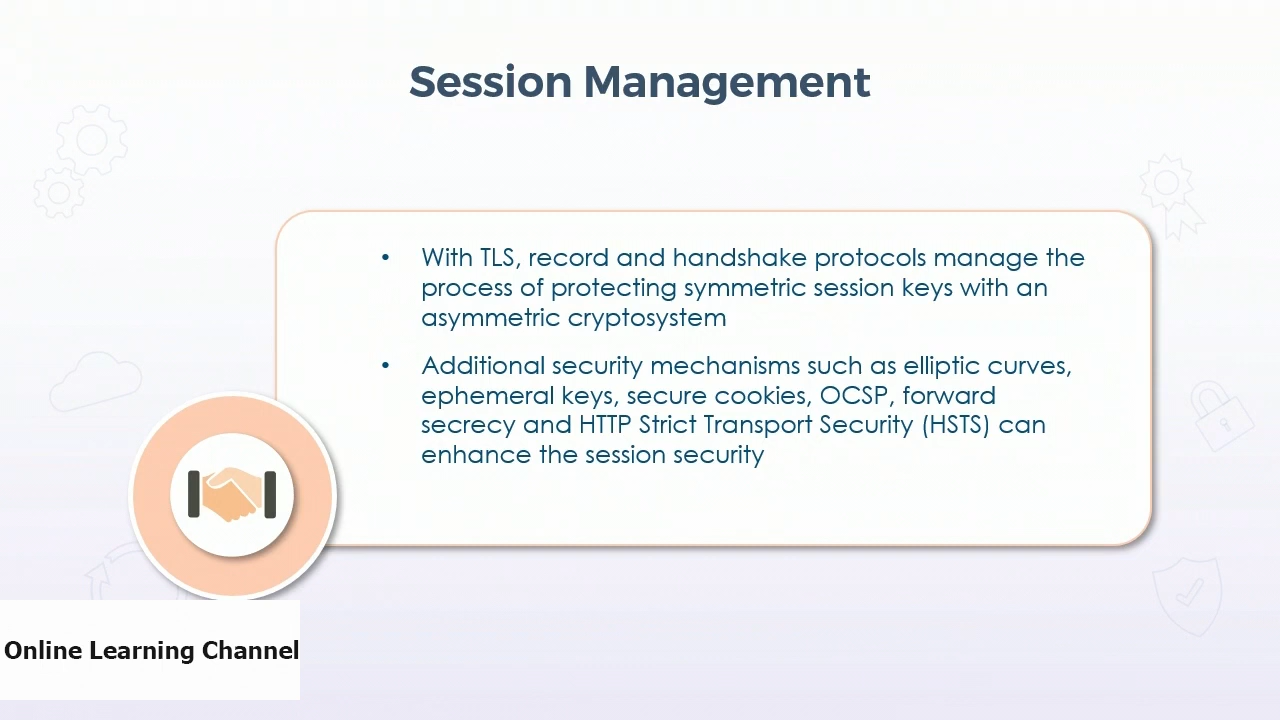 Session Management
• With TLS, record and handshake protocols manage the
process of protecting symmetric session keys with an
asymmetric cryptosystem
• Additional security mechanisms such as elliptic curves,
ephemeral keys, secure cookies, OCSP, forward
secrecy and HTTP Strict Transport Security (HSTS) can
enhance the session security
Online Learning Channel